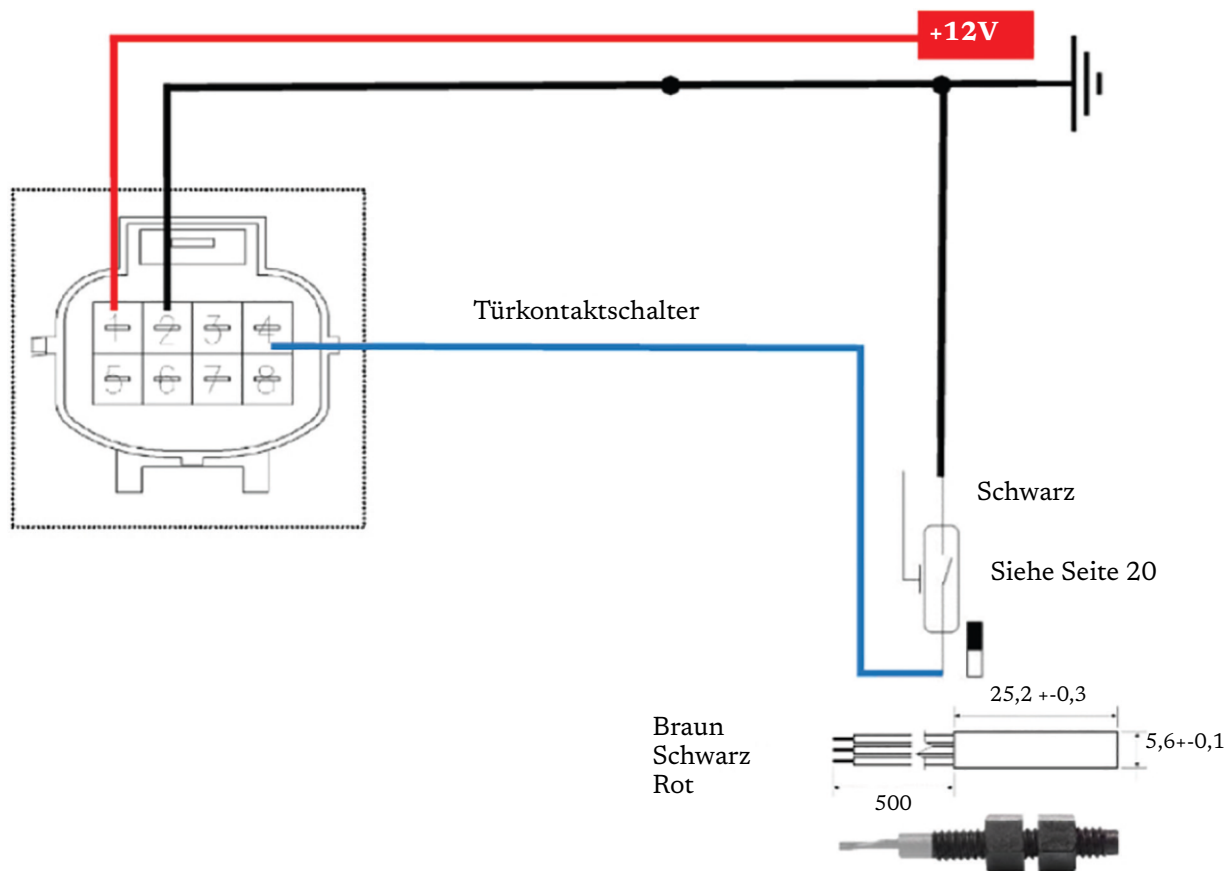 +12V
1 2 3 4
5 6 7 8
Türkontaktschalter
Schwarz
Siehe Seite 20
25,2 +-0,3
5,6+-0,1
Braun
Schwarz
Rot
500